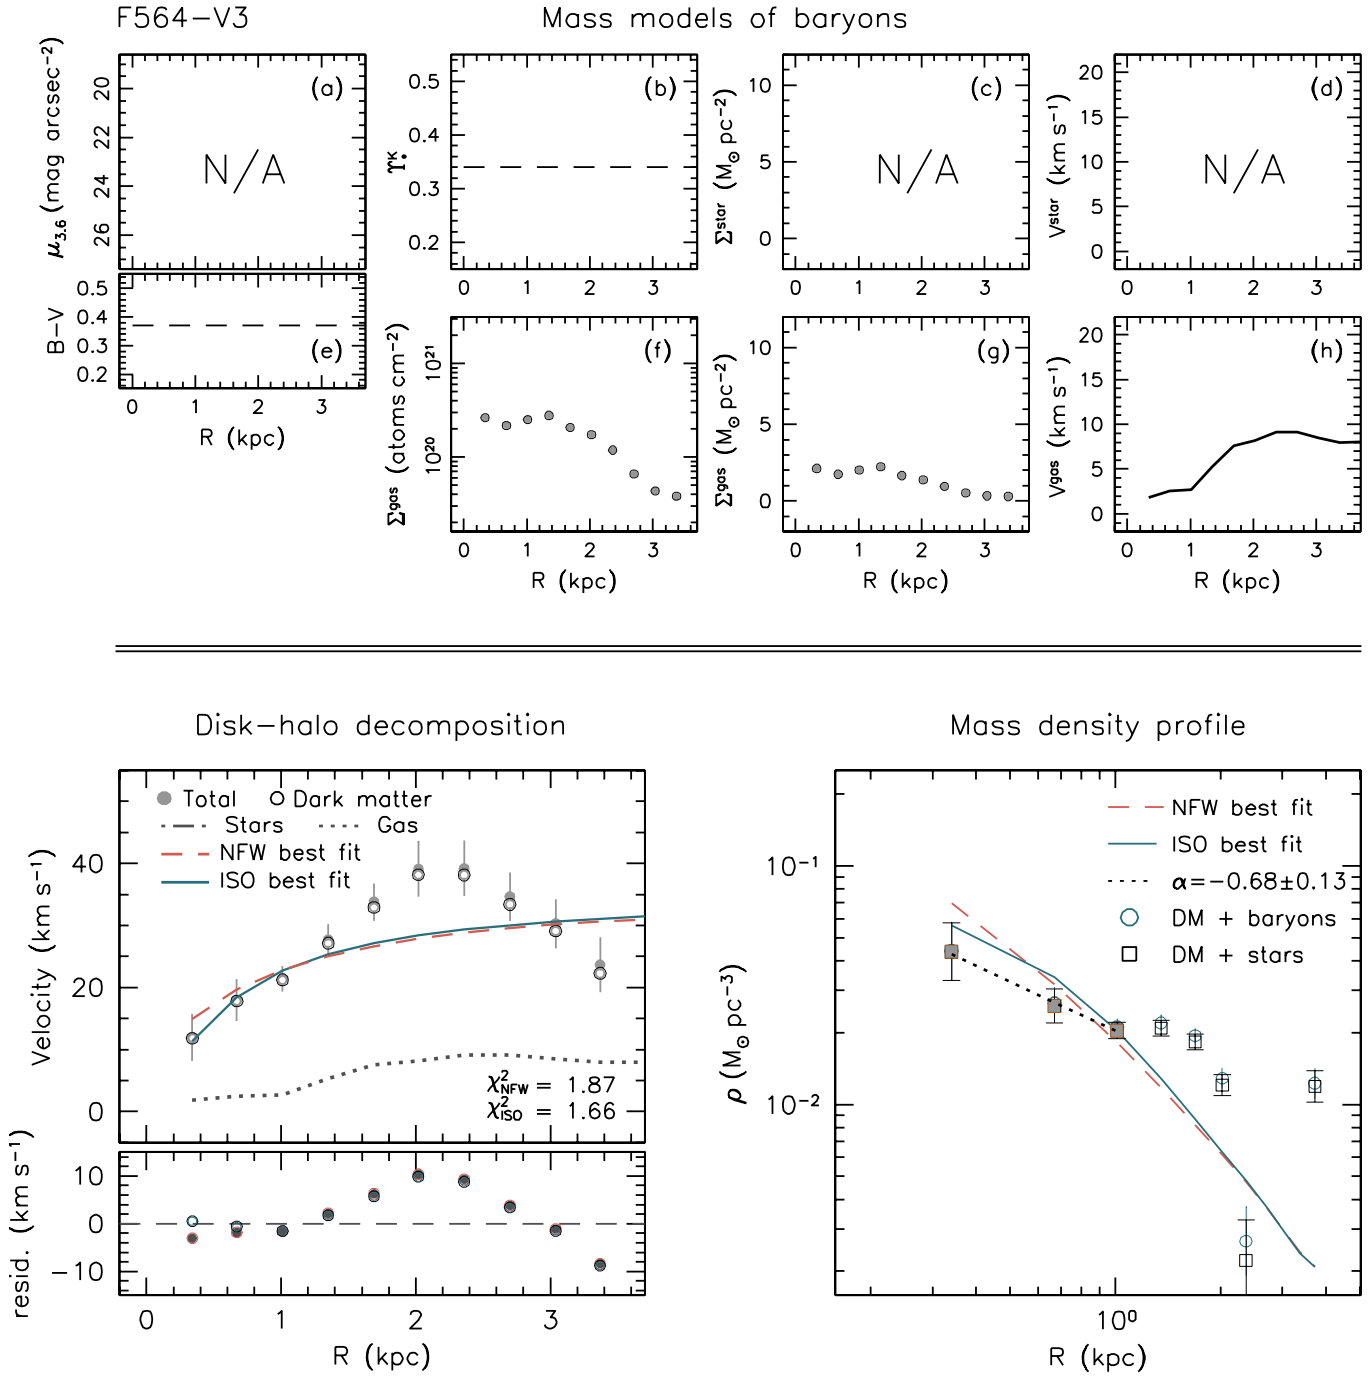 F564−V3 Mass models of baryons
μ3.6 (mag arcsec−2)
20
22
24
26
(a)
N/A
ϒ⋆K
0.5
0.4
0.3
0.2
(b)
0 1 2 3
Σstar (M⊙ pc−2)
10
5
0
(c)
N/A
0 1 2 3
Vstar (km s−1)
20
15
10
5
0
(d)
N/A
0 1 2 3
B−V
0.5
0.4
0.3
0.2
(e)
0 1 2 3
R (kpc)
Σgas (atoms cm−2)
10²¹
10²⁰
(f)
0 1 2 3
R (kpc)
Σgas (M⊙ pc−2)
10
5
0
(g)
0 1 2 3
R (kpc)
Vgas (km s−1)
20
15
10
5
0
(h)
0 1 2 3
R (kpc)
Disk−halo decomposition
Velocity (km s−1)
40
20
0
Total Dark matter
Stars Gas
NFW best fit
ISO best fit
χ²NFW = 1.87
χ²ISO = 1.66
resid. (km s−1)
10
0
−10
0 1 2 3
R (kpc)
Mass density profile
ρ (M⊙ pc−3)
10−1
10−2
NFW best fit
ISO best fit
α=−0.68±0.13
DM + baryons
DM + stars
10⁰
R (kpc)